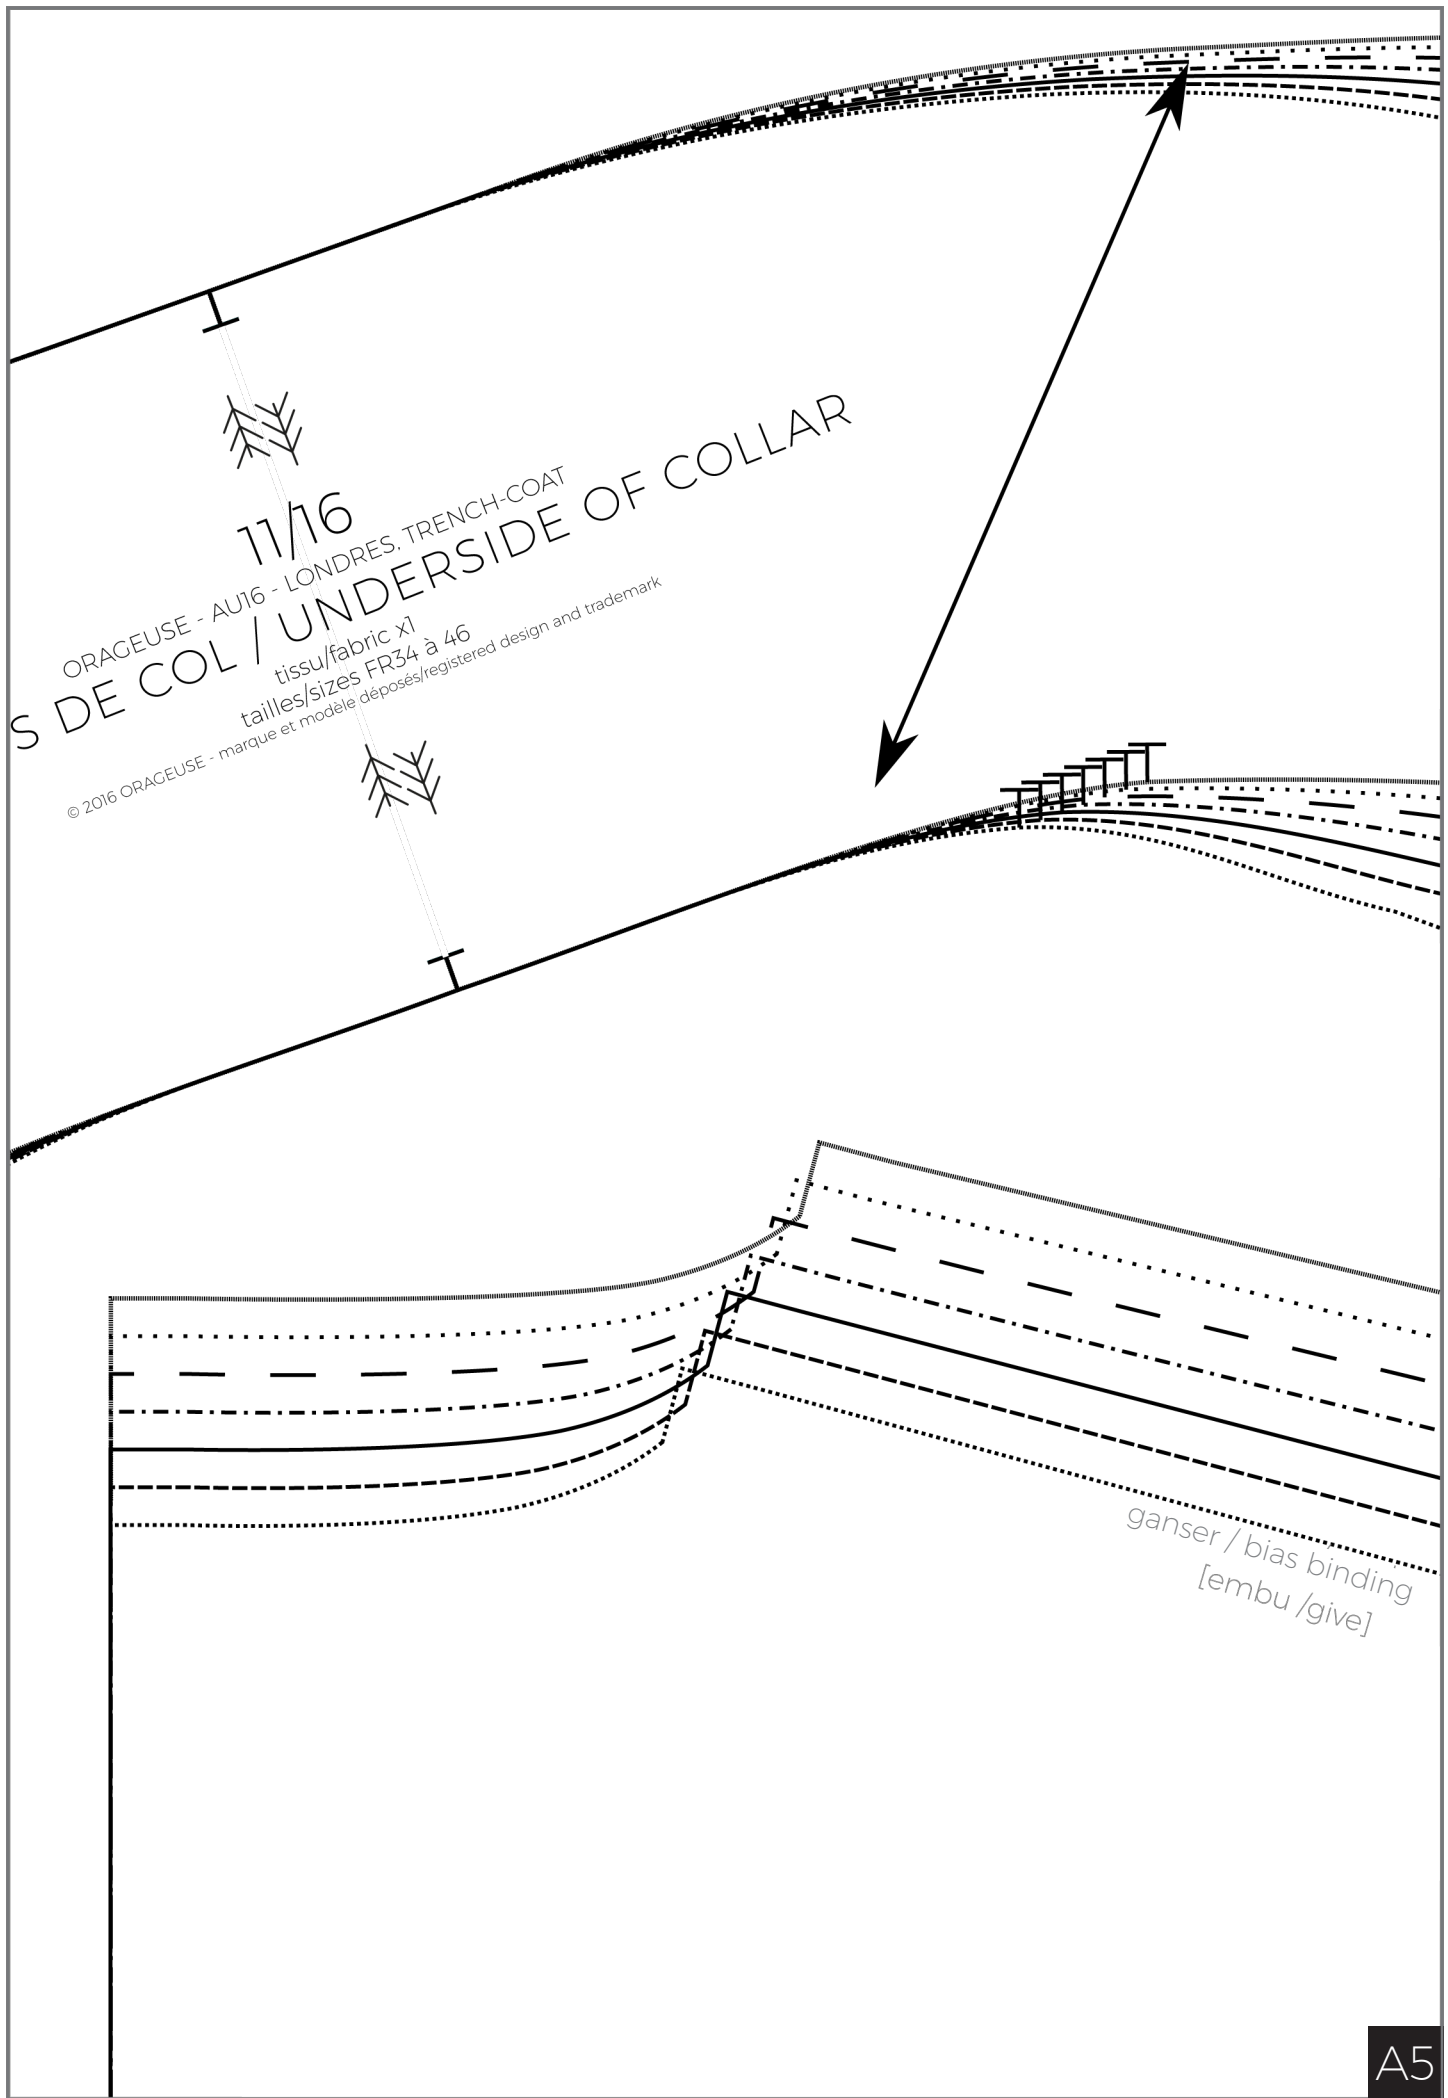 11/16
ORAGEUSE - AU16 - LONDRES, TRENCH-COAT
S DE COL / UNDERSIDE OF COLLAR
tissu/fabric x1
tailles/sizes FR34 à 46
© 2016 ORAGEUSE - marque et modèle déposés/registered design and trademark
ganser / bias binding
[embu /give]
A5